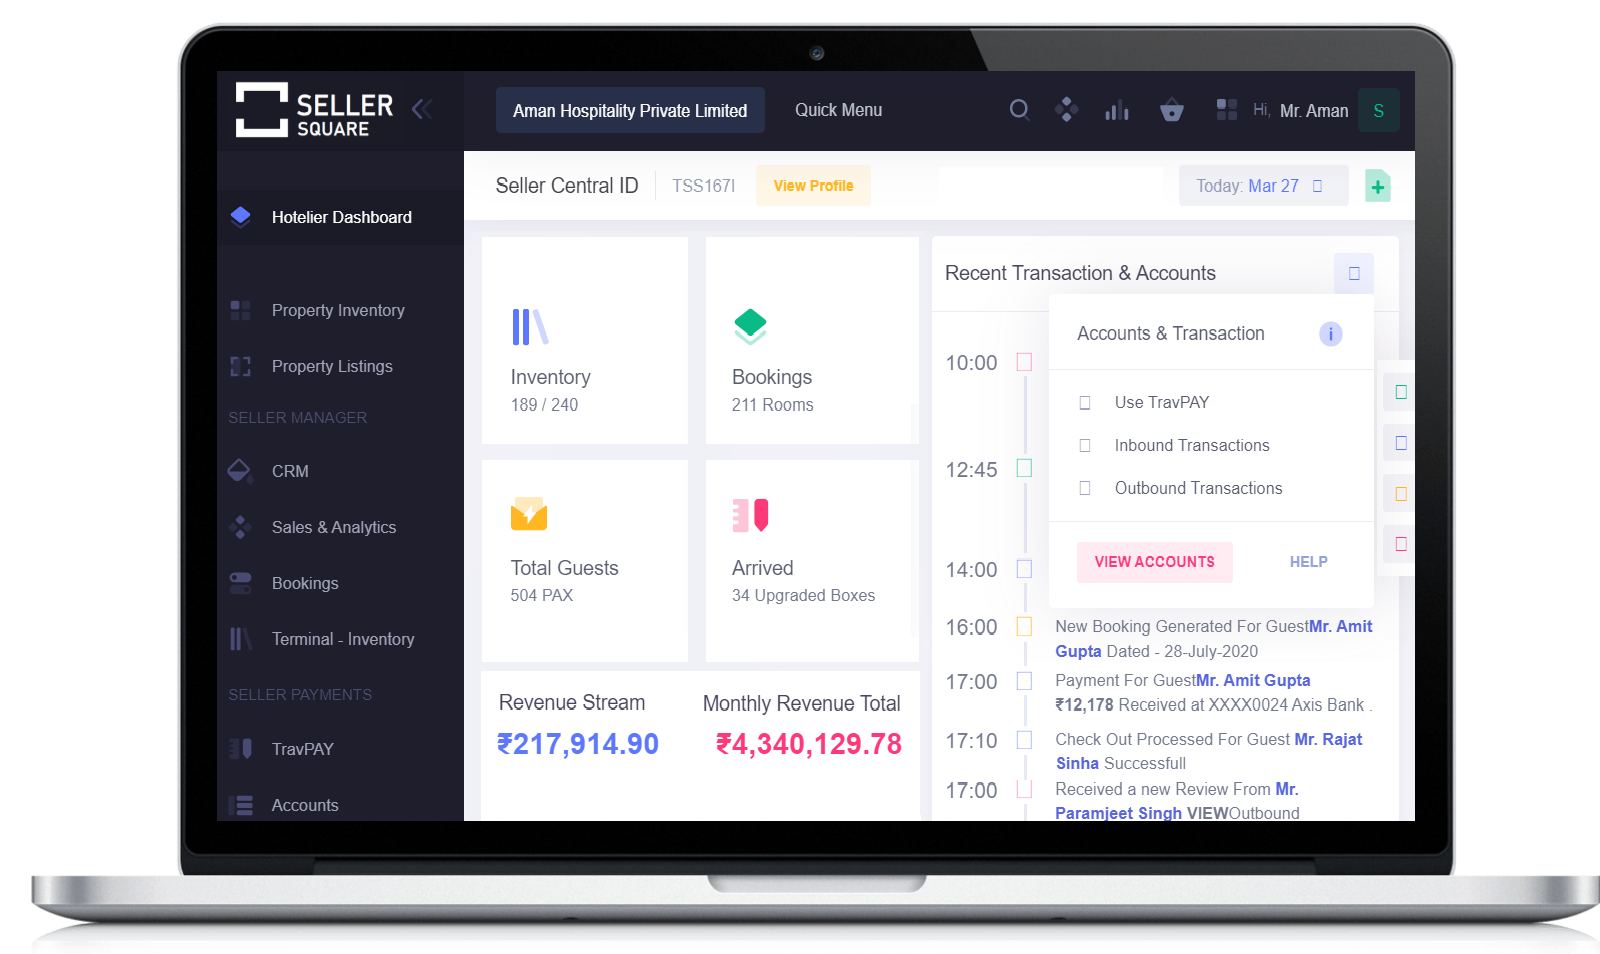 SELLER
SQUARE
Aman Hospitality Private Limited
Quick Menu
Hi, Mr. Aman
S
Seller Central ID
TSS167I
View Profile
Today: Mar 27
Hotelier Dashboard
Property Inventory
Property Listings
SELLER MANAGER
CRM
Sales & Analytics
Bookings
Terminal - Inventory
SELLER PAYMENTS
TravPAY
Accounts
Inventory
189 / 240
Bookings
211 Rooms
Total Guests
504 PAX
Arrived
34 Upgraded Boxes
Revenue Stream
₹217,914.90
Monthly Revenue Total
₹4,340,129.78
Recent Transaction & Accounts
Accounts & Transaction
i
Use TravPAY
Inbound Transactions
Outbound Transactions
VIEW ACCOUNTS
HELP
10:00
12:45
14:00
16:00
New Booking Generated For GuestMr. Amit
Gupta Dated - 28-July-2020
17:00
Payment For GuestMr. Amit Gupta
₹12,178 Received at XXXX0024 Axis Bank .
17:10
Check Out Processed For Guest Mr. Rajat
Sinha Successfull
17:00
Received a new Review From Mr.
Paramjeet Singh VIEWOutbound